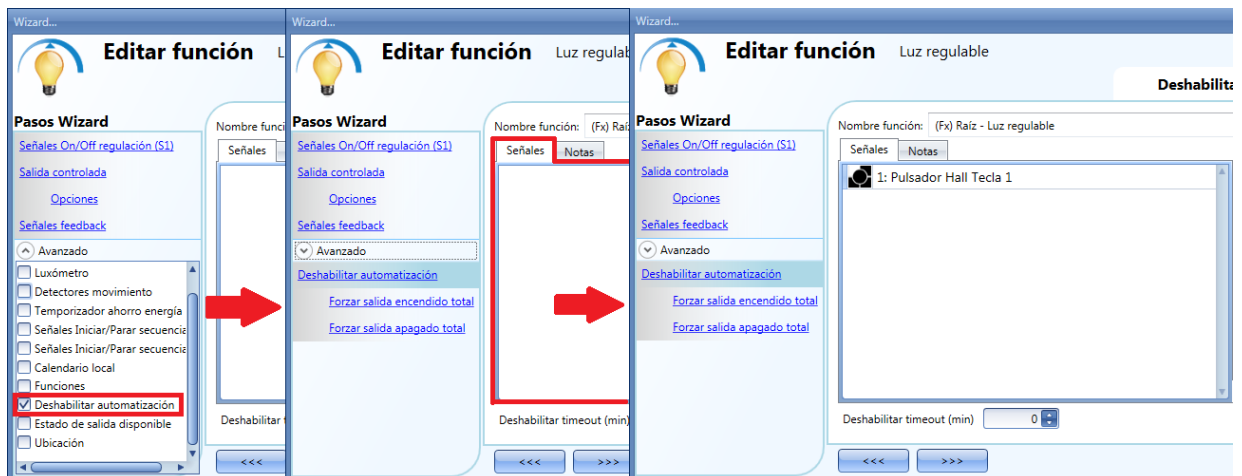 Wizard...
Editar función L
Pasos Wizard
Señales On/Off regulación (S1)
Salida controlada
Opciones
Señales feedback
Avanzado
Luxómetro
Detectores movimiento
Temporizador ahorro energía
Señales Iniciar/Parar secuencia
Señales Iniciar/Parar secuencia
Calendario local
Funciones
Deshabilitar automatización
Estado de salida disponible
Ubicación
Nombre funci
Señales
Deshabilitar t
<<<
Wizard...
Editar función Luz regulab
Pasos Wizard
Señales On/Off regulación (S1)
Salida controlada
Opciones
Señales feedback
Avanzado
Deshabilitar automatización
Forzar salida encendido total
Forzar salida apagado total
Nombre función: (Fx) Raíz
Señales Notas
Deshabilitar timeout (min)
<<< >>>
Wizard...
Editar función Luz regulable
Deshabilita
Pasos Wizard
Señales On/Off regulación (S1)
Salida controlada
Opciones
Señales feedback
Avanzado
Deshabilitar automatización
Forzar salida encendido total
Forzar salida apagado total
Nombre función: (Fx) Raíz - Luz regulable
Señales Notas
1: Pulsador Hall Tecla 1
Deshabilitar timeout (min) 0
<<< >>>